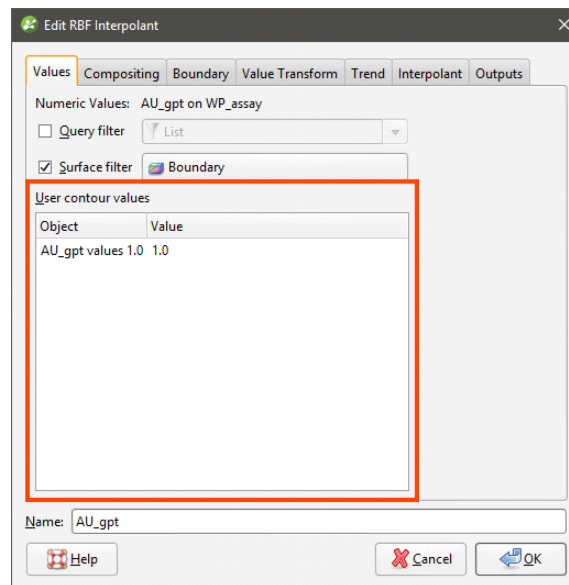 Edit RBF Interpolant
Values Compositing Boundary Value Transform Trend Interpolant Outputs
Numeric Values: AU_gpt on WP_assay
Query filter List
Surface filter Boundary
User contour values
Object Value
AU_gpt values 1.0 1.0
Name: AU_gpt
Help Cancel OK